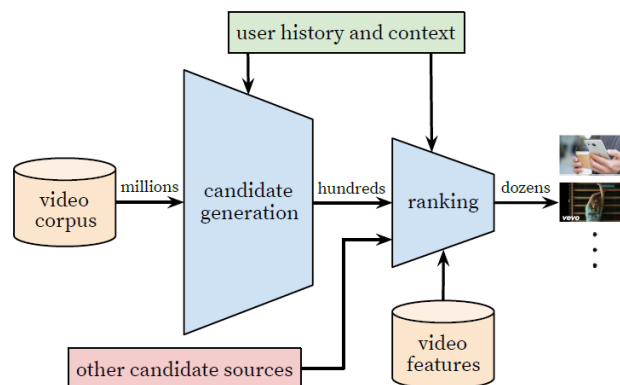 user history and context
video
corpus
millions
candidate
generation
hundreds
ranking
dozens
vevo
other candidate sources
video
features